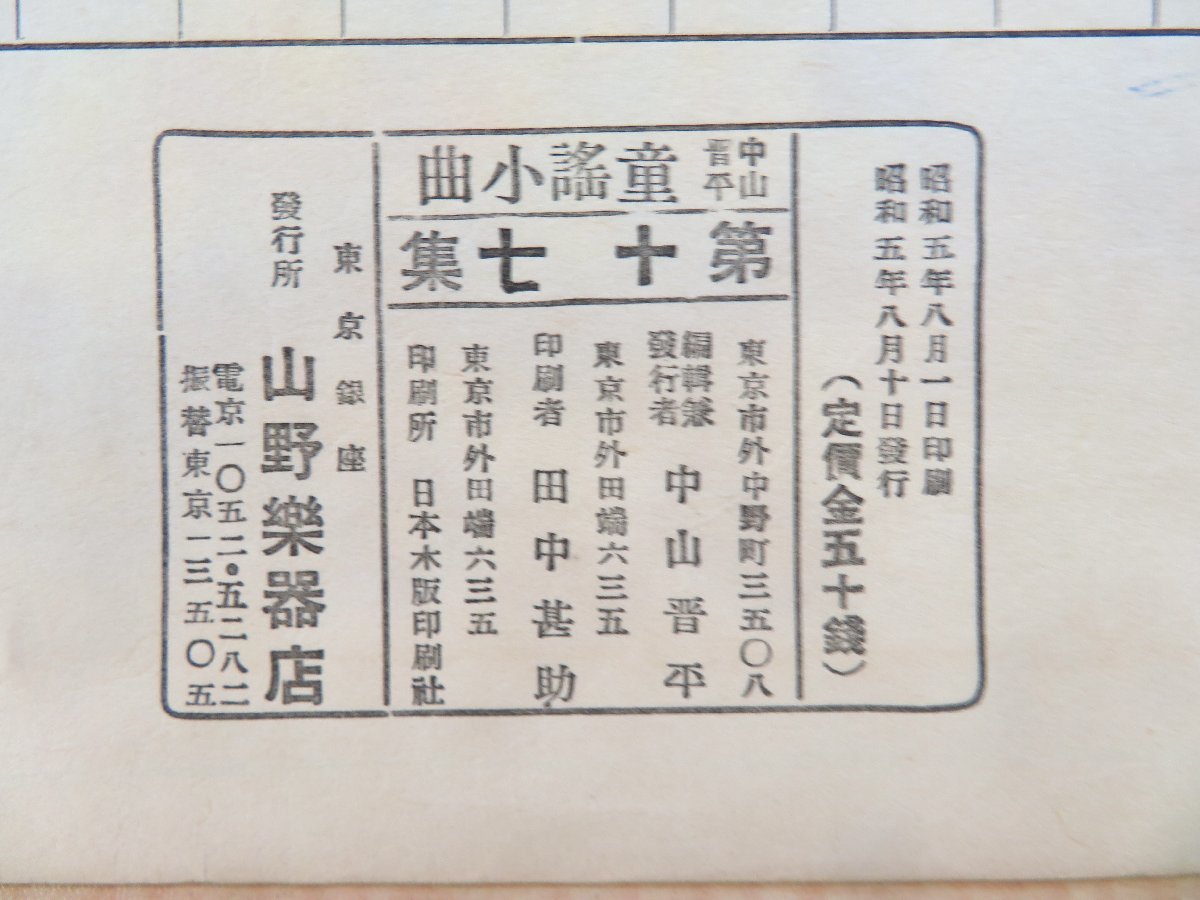 昭和五年八月一日印刷
昭和五年八月十日發行
（定價金五十錢）
中山晋平
童謠小曲
第十七集
東京市外中野町三五〇八
編輯兼發行者 中山晋平
東京市外田端六三五
印刷者 田中甚助
東京市外田端六三五
印刷所 日本木版印刷社
東京銀座
發行所 山野樂器店
電京一〇五二・五二八二
振替東京一三五〇五